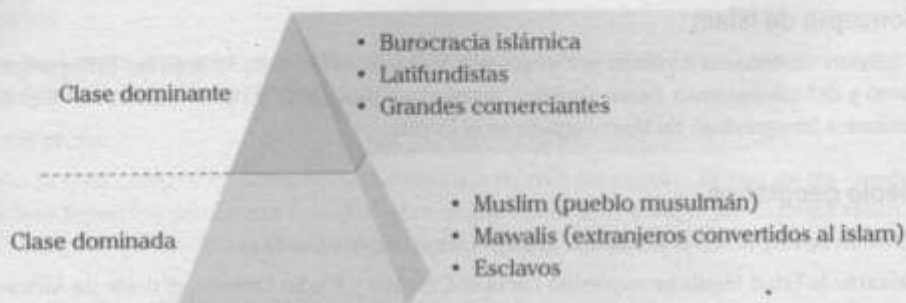 Clase dominante
• Burocracia islámica
• Latifundistas
• Grandes comerciantes
Clase dominada
• Muslim (pueblo musulmán)
• Mawalis (extranjeros convertidos al islam)
• Esclavos